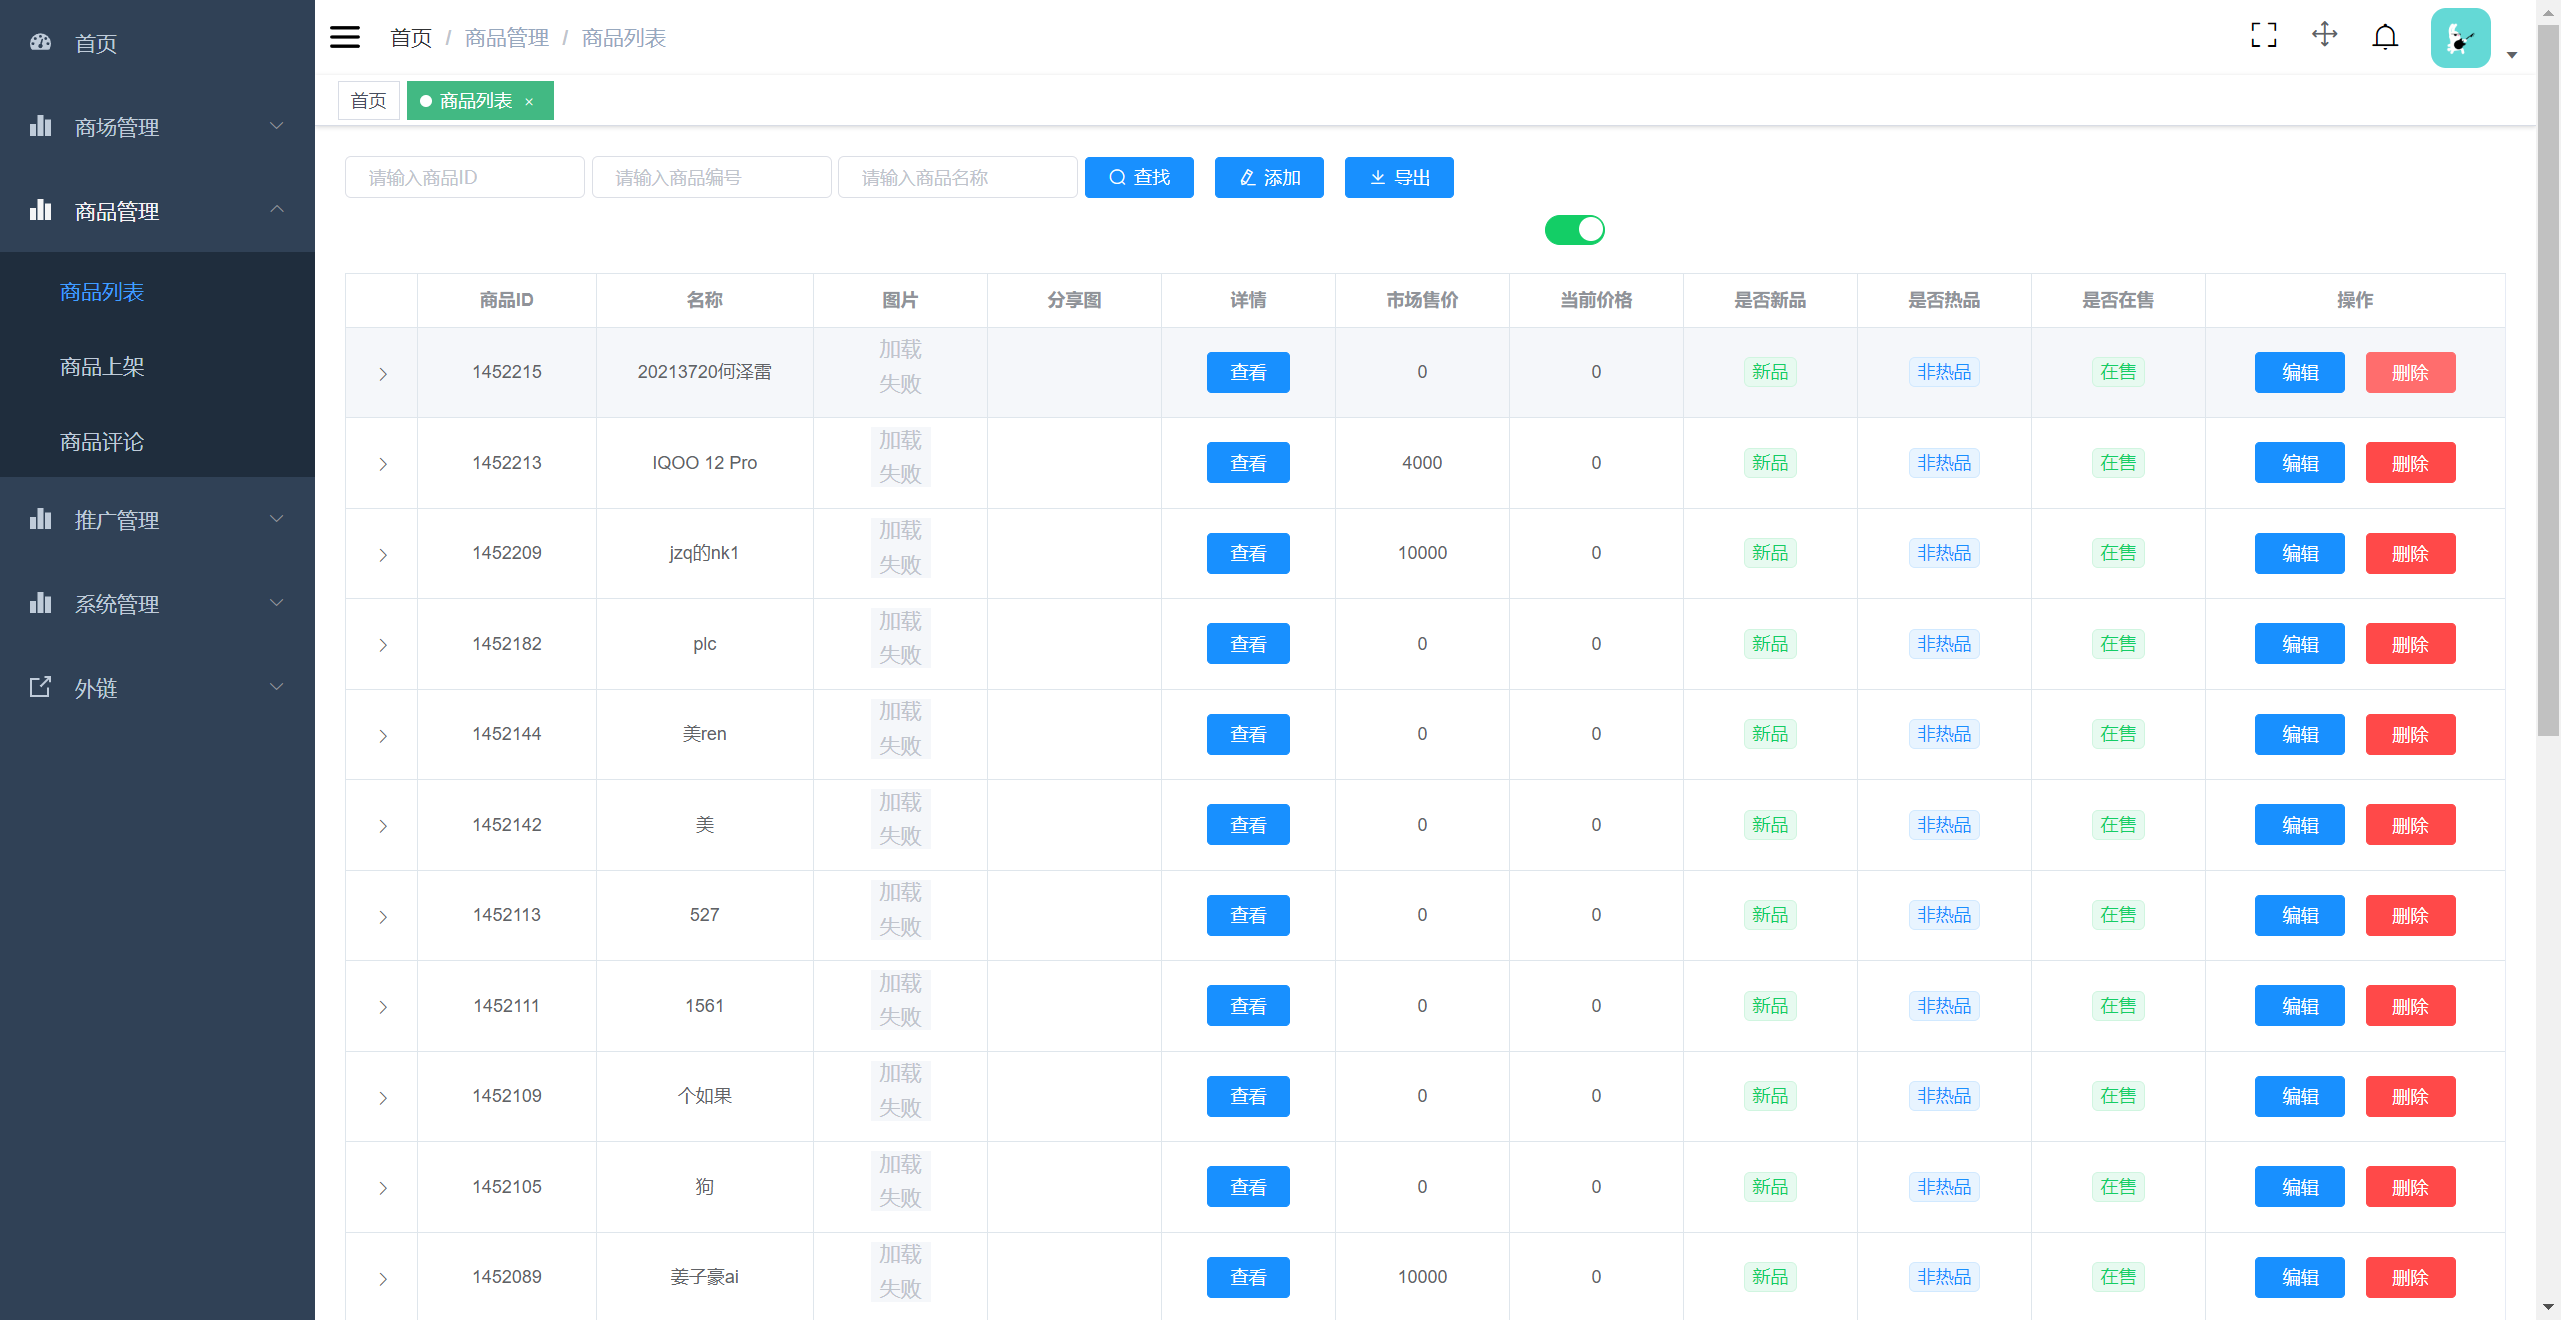 首页
商场管理
商品管理
商品列表
商品上架
商品评论
推广管理
系统管理
外链
首页 / 商品管理 / 商品列表
首页 商品列表 ×
请输入商品ID 请输入商品编号 请输入商品名称 查找 添加 导出
商品ID 名称 图片 分享图 详情 市场售价 当前价格 是否新品 是否热品 是否在售 操作
1452215 20213720何泽雷 加载失败 查看 0 0 新品 非热品 在售 编辑 删除
1452213 IQOO 12 Pro 加载失败 查看 4000 0 新品 非热品 在售 编辑 删除
1452209 jzq的nk1 加载失败 查看 10000 0 新品 非热品 在售 编辑 删除
1452182 plc 加载失败 查看 0 0 新品 非热品 在售 编辑 删除
1452144 美ren 加载失败 查看 0 0 新品 非热品 在售 编辑 删除
1452142 美 加载失败 查看 0 0 新品 非热品 在售 编辑 删除
1452113 527 加载失败 查看 0 0 新品 非热品 在售 编辑 删除
1452111 1561 加载失败 查看 0 0 新品 非热品 在售 编辑 删除
1452109 个如果 加载失败 查看 0 0 新品 非热品 在售 编辑 删除
1452105 狗 加载失败 查看 0 0 新品 非热品 在售 编辑 删除
1452089 姜子豪ai 加载失败 查看 10000 0 新品 非热品 在售 编辑 删除